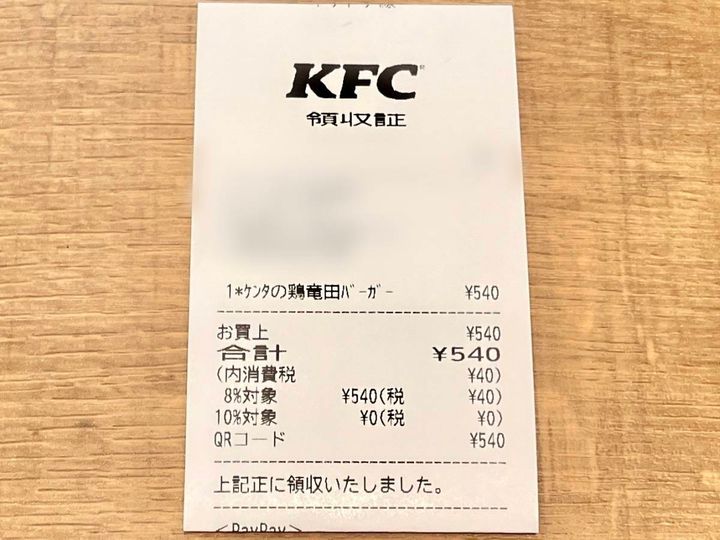 KFC®
領収証
1*ｹﾝﾀの鶏竜田ﾊﾞｰｶﾞｰ ¥540
お買上 ¥540
合計 ¥540
(内消費税 ¥40)
8%対象 ¥540(税 ¥40)
10%対象 ¥0(税 ¥0)
QRコード ¥540
上記正に領収いたしました。
<PayPay>